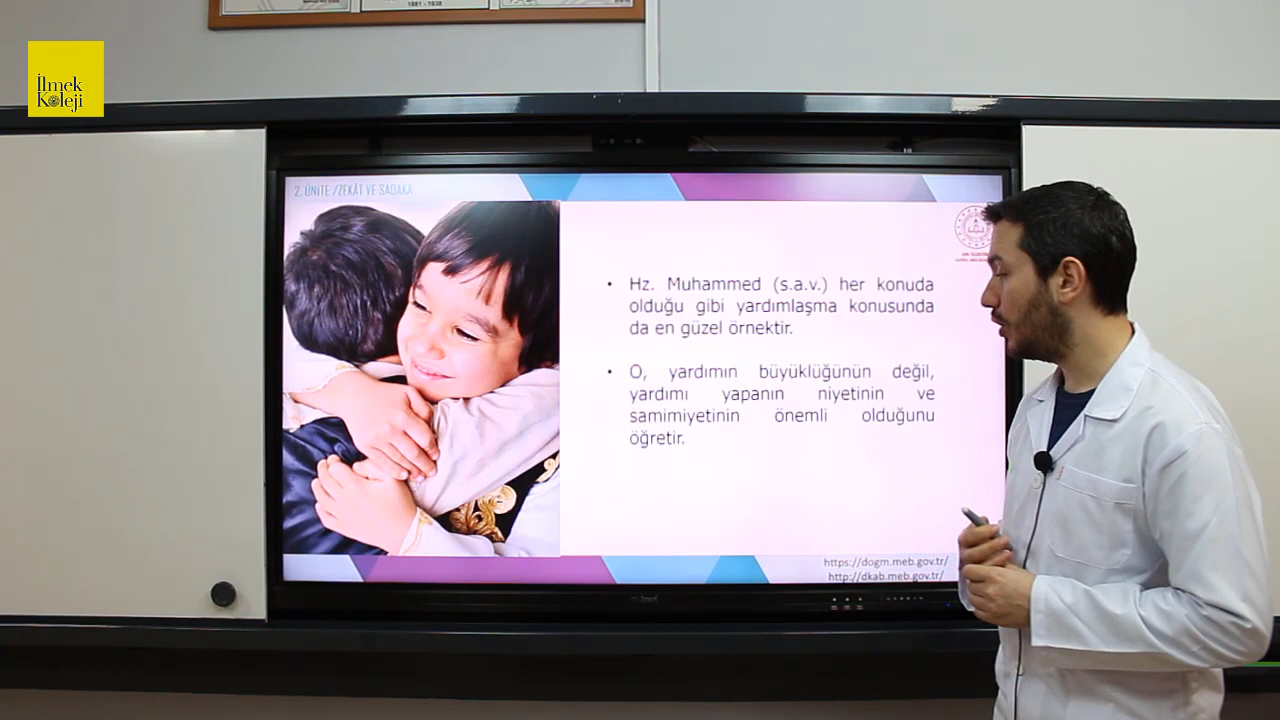 1881 - 1938
İlmek
Koleji
2. ÜNİTE /ZEKÂT VE SADAKA
• Hz. Muhammed (s.a.v.) her konuda
olduğu gibi yardımlaşma konusunda
da en güzel örnektir.
• O, yardımın büyüklüğünün değil,
yardımı yapanın niyetinin ve
samimiyetinin önemli olduğunu
öğretir.
https://dogm.meb.gov.tr/
http://dkab.meb.gov.tr/